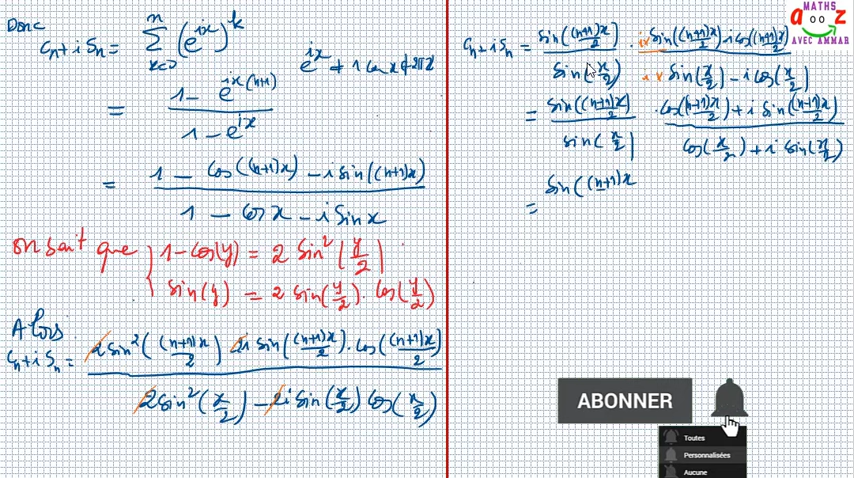 Donc
Cn + i Sn = ∑_{k=0}^{n} (e^{ix})^k   e^{ix} ≠ 1 (as x ≠ 2πZ
= (1 - e^{ix(n+1)}) / (1 - e^{ix})
= (1 - cos((n+1)x) - i sin((n+1)x)) / (1 - cos x - i sin x)
on sait que { 1 - cos(y) = 2 sin²(y/2)
sin(y) = 2 sin(y/2) . cos(y/2)
Alors
Cn + i Sn = (2 sin²((n+1)x/2) 2i sin((n+1)x/2) . cos((n+1)x/2)) / (2 sin²(x/2) - 2i sin(x/2) cos(x/2))
Cn + i Sn = sin((n+1)x/2) / sin(x/2) . i× sin((n+1)x/2) - i cos((n+1)x/2) / i× sin(x/2) - i cos(x/2)
= sin((n+1)x/2) / sin(x/2) . (cos((n+1)x/2) + i sin((n+1)x/2)) / (cos(x/2) + i sin(x/2))
= sin((n+1)x
MATHS
a oo z
AVEC AMMAR
ABONNER
Toutes
Personnalisées
Aucune